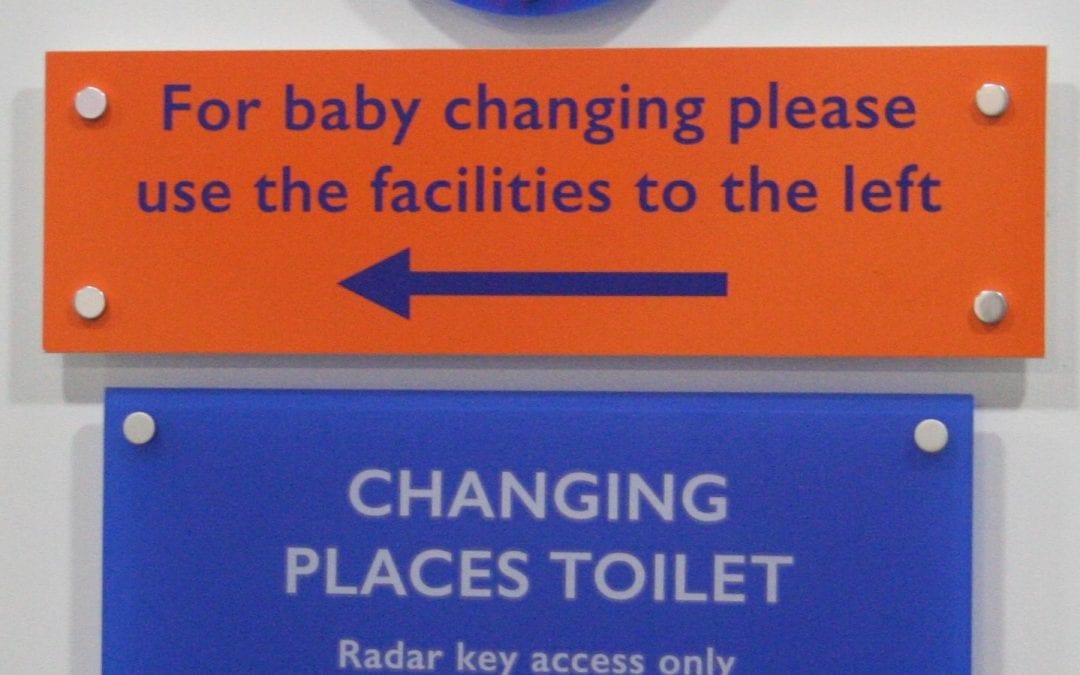 For baby changing please
use the facilities to the left
CHANGING
PLACES TOILET
Radar key access only